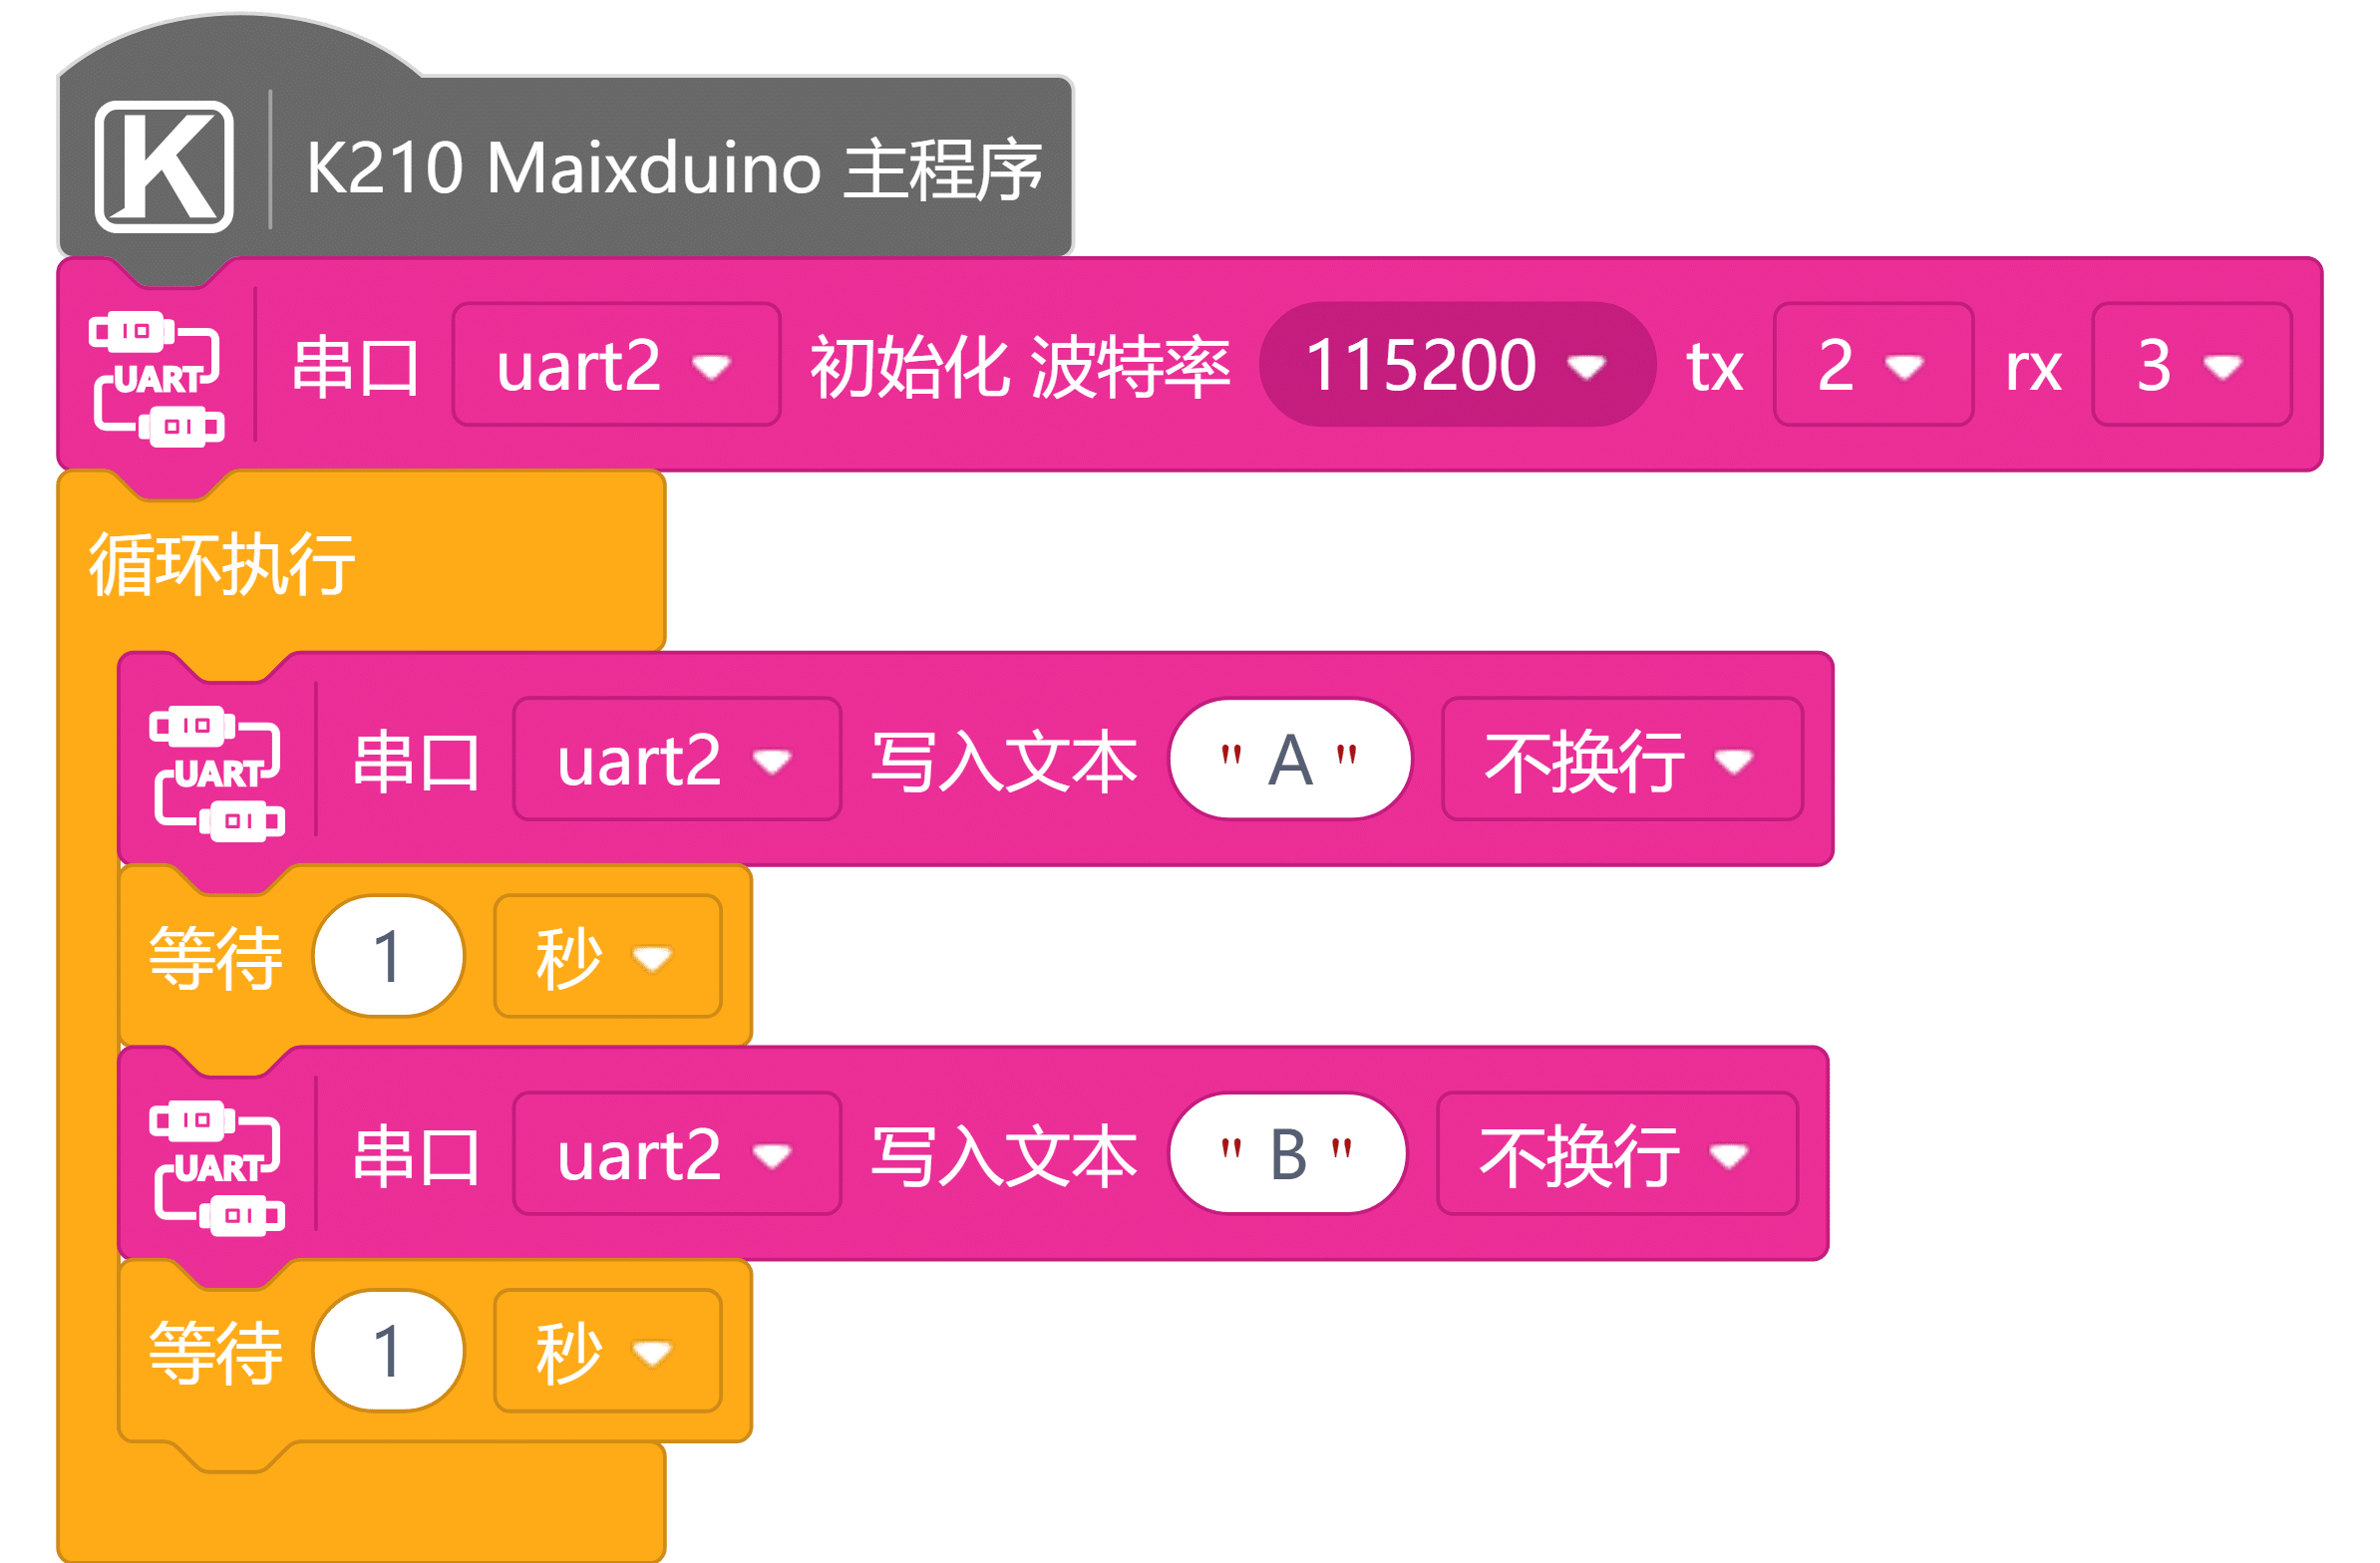 K K210 Maixduino 主程序
UART 串口 uart2 初始化 波特率 115200 tx 2 rx 3
循环执行
UART 串口 uart2 写入文本 "A" 不换行
等待 1 秒
UART 串口 uart2 写入文本 "B" 不换行
等待 1 秒